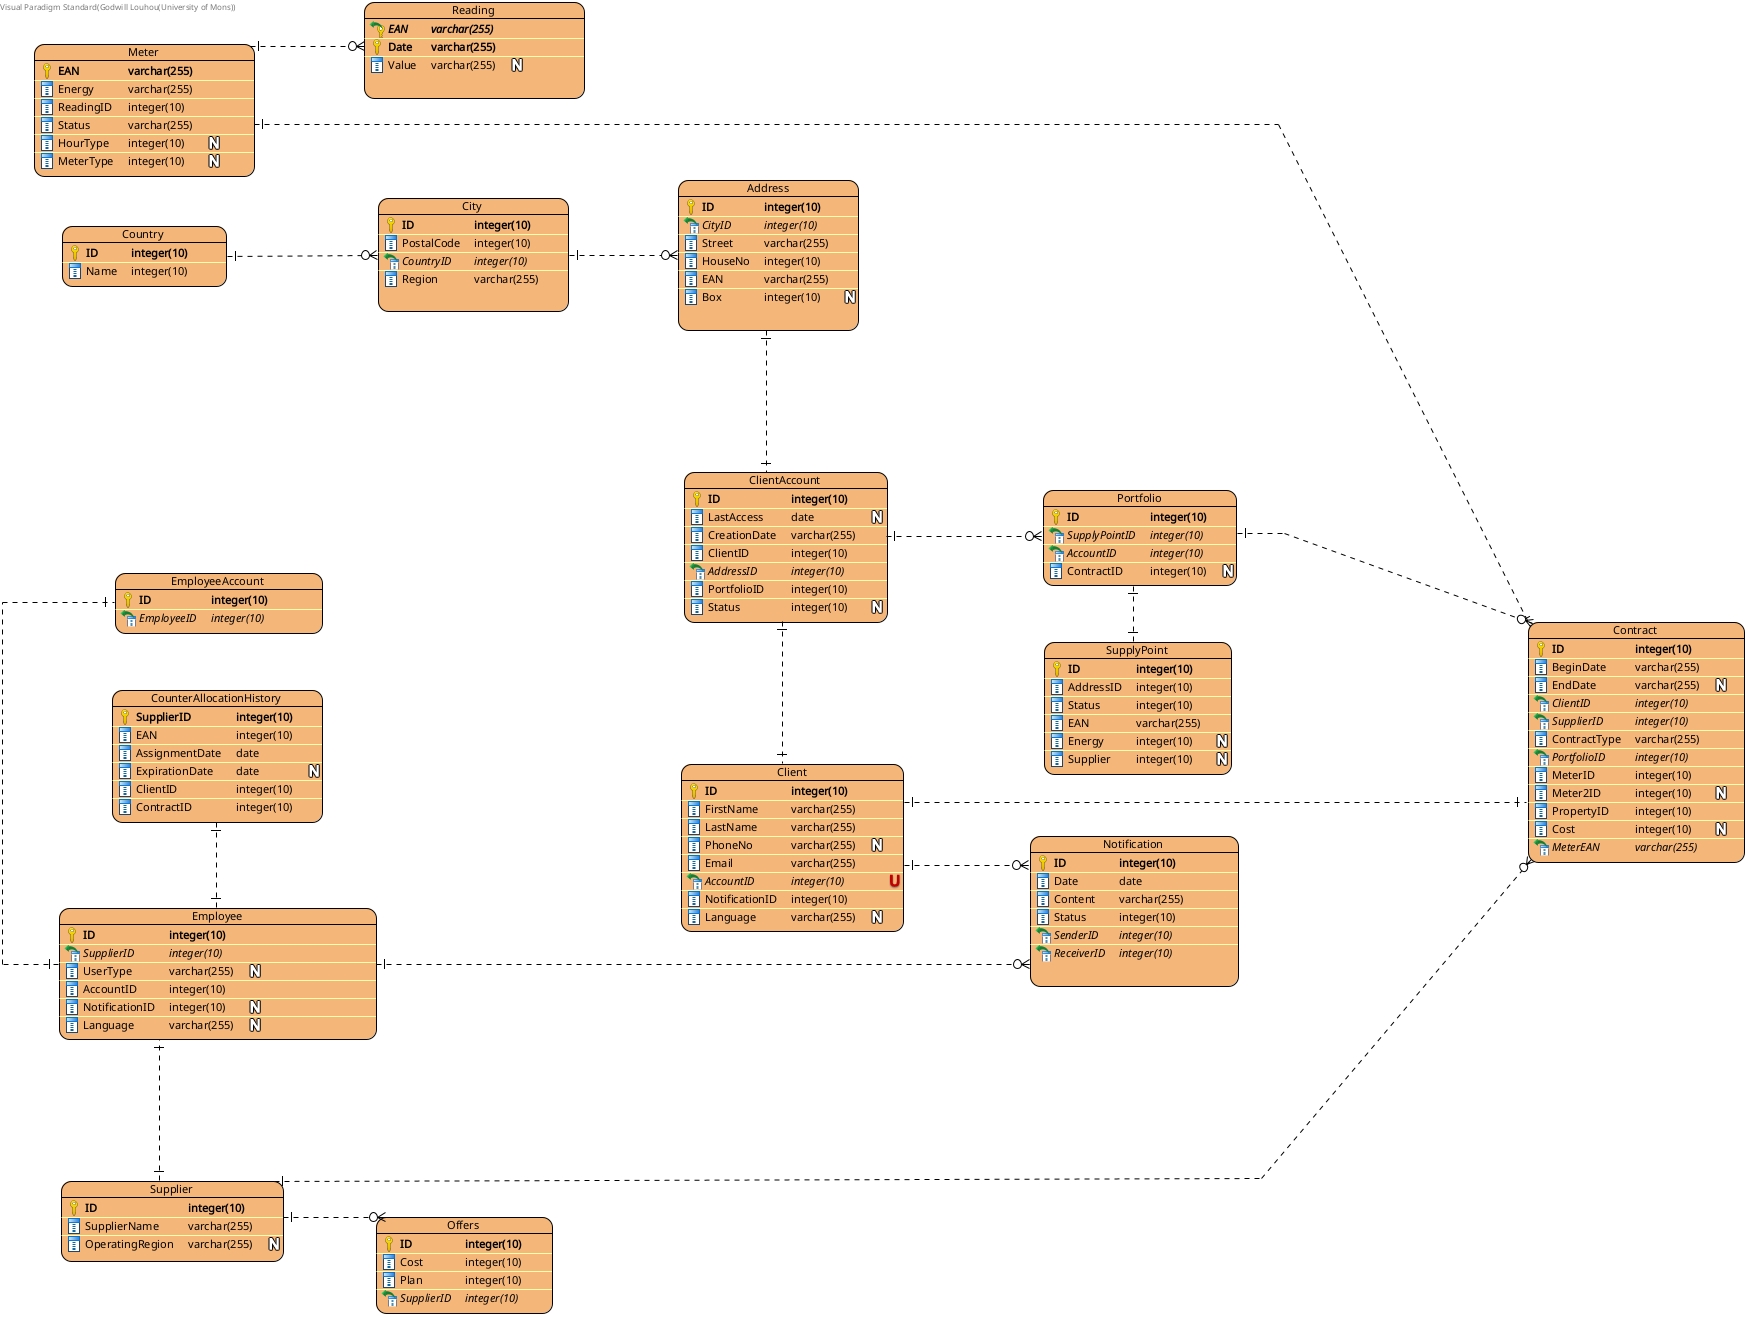 Visual Paradigm Standard(Godwill Louhou(University of Mons))
Reading
EAN varchar(255)
Date varchar(255)
Value varchar(255) N
Meter
EAN varchar(255)
Energy varchar(255)
ReadingID integer(10)
Status varchar(255)
HourType integer(10) N
MeterType integer(10) N
Country
ID integer(10)
Name integer(10)
City
ID integer(10)
PostalCode integer(10)
CountryID integer(10)
Region varchar(255)
Address
ID integer(10)
CityID integer(10)
Street varchar(255)
HouseNo integer(10)
EAN varchar(255)
Box integer(10) N
ClientAccount
ID integer(10)
LastAccess date N
CreationDate varchar(255)
ClientID integer(10)
AddressID integer(10)
PortfolioID integer(10)
Status integer(10) N
Portfolio
ID integer(10)
SupplyPointID integer(10)
AccountID integer(10)
ContractID integer(10) N
EmployeeAccount
ID integer(10)
EmployeeID integer(10)
SupplyPoint
ID integer(10)
AddressID integer(10)
Status integer(10)
EAN varchar(255)
Energy integer(10) N
Supplier integer(10) N
Contract
ID integer(10)
BeginDate varchar(255)
EndDate varchar(255) N
ClientID integer(10)
SupplierID integer(10)
ContractType varchar(255)
PortfolioID integer(10)
MeterID integer(10)
Meter2ID integer(10) N
PropertyID integer(10)
Cost integer(10) N
MeterEAN varchar(255)
CounterAllocationHistory
SupplierID integer(10)
EAN integer(10)
AssignmentDate date
ExpirationDate date N
ClientID integer(10)
ContractID integer(10)
Client
ID integer(10)
FirstName varchar(255)
LastName varchar(255)
PhoneNo varchar(255) N
Email varchar(255)
AccountID integer(10) U
NotificationID integer(10)
Language varchar(255) N
Notification
ID integer(10)
Date date
Content varchar(255)
Status integer(10)
SenderID integer(10)
ReceiverID integer(10)
Employee
ID integer(10)
SupplierID integer(10)
UserType varchar(255) N
AccountID integer(10)
NotificationID integer(10) N
Language varchar(255) N
Supplier
ID integer(10)
SupplierName varchar(255)
OperatingRegion varchar(255) N
Offers
ID integer(10)
Cost integer(10)
Plan integer(10)
SupplierID integer(10)